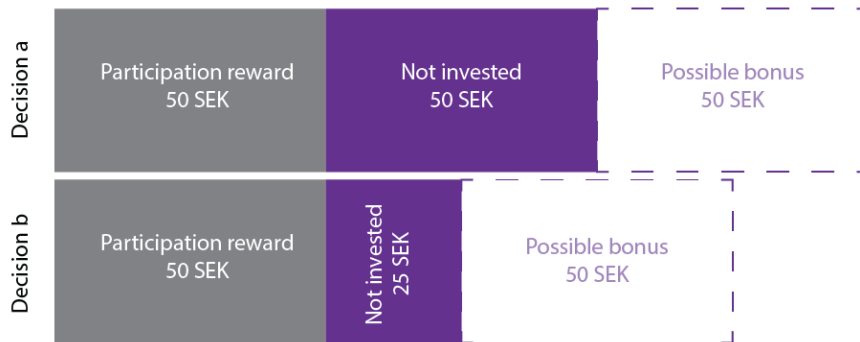 Decision a
Participation reward
50 SEK
Not invested
50 SEK
Possible bonus
50 SEK
Decision b
Participation reward
50 SEK
Not invested
25 SEK
Possible bonus
50 SEK